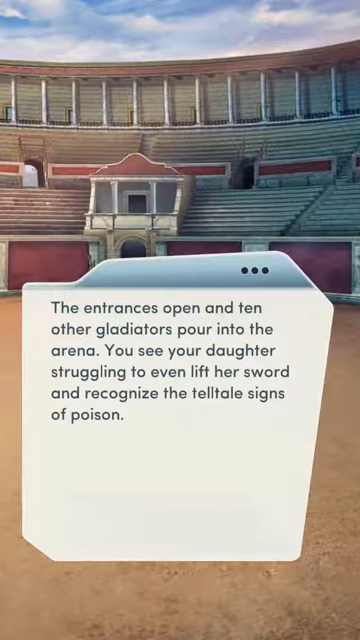 The entrances open and ten
other gladiators pour into the
arena. You see your daughter
struggling to even lift her sword
and recognize the telltale signs
of poison.